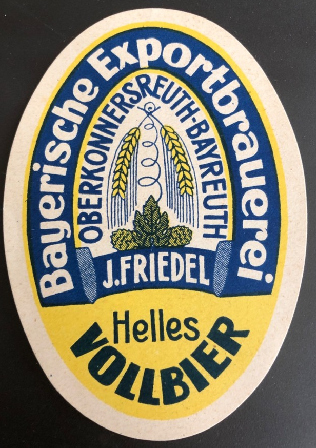 Bayerische Exportbrauerei
OBERKONNERSREUTH-BAYREUTH
J. FRIEDEL
Helles
VOLLBIER